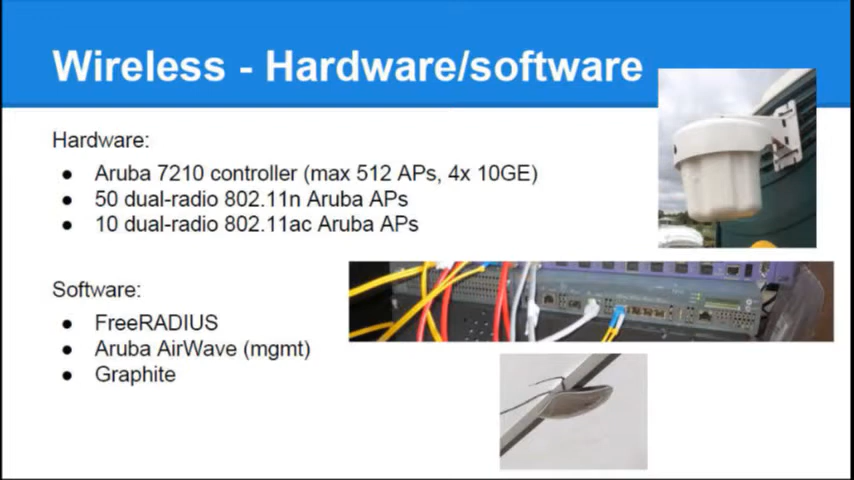 Wireless - Hardware/software
Hardware:
● Aruba 7210 controller (max 512 APs, 4x 10GE)
● 50 dual-radio 802.11n Aruba APs
● 10 dual-radio 802.11ac Aruba APs
Software:
● FreeRADIUS
● Aruba AirWave (mgmt)
● Graphite